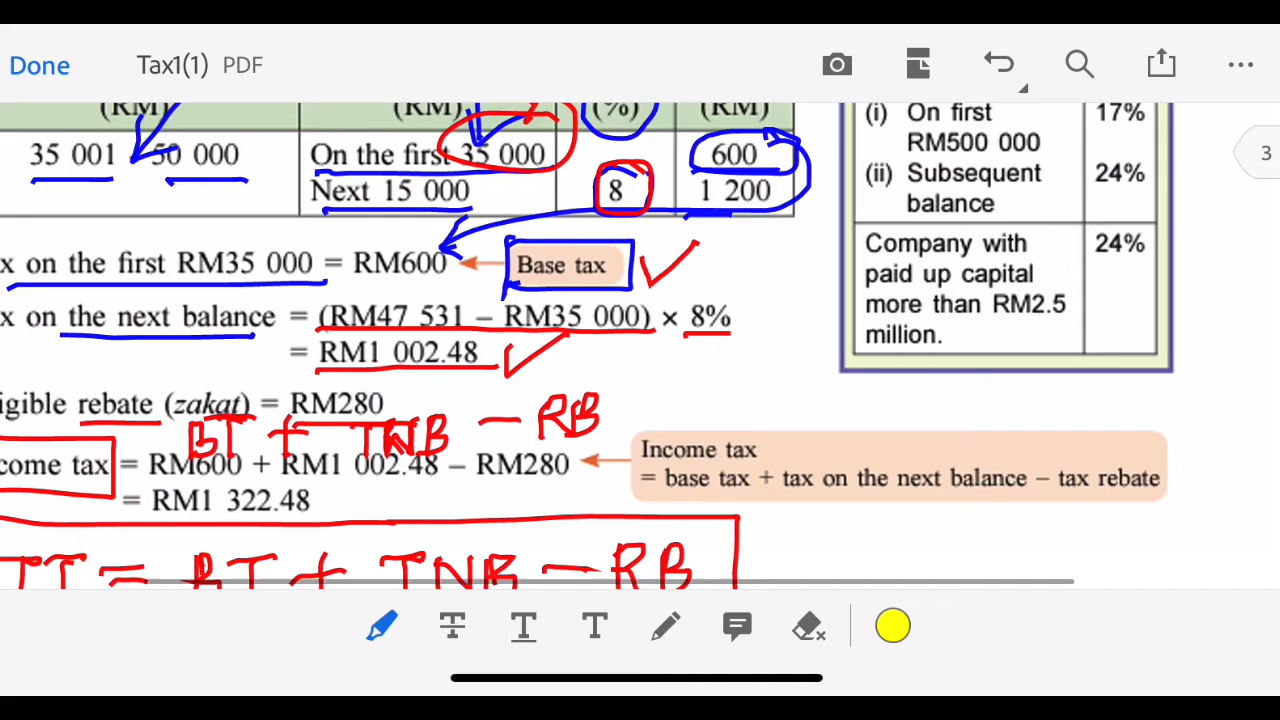 Done Tax1(1) PDF
(RM) (RM) (%) (RM)
35 001 – 50 000 On the first 35 000 600
Next 15 000 8 1 200
x on the first RM35 000 = RM600 Base tax
x on the next balance = (RM47 531 – RM35 000) × 8%
= RM1 002.48
igible rebate (zakat) = RM280
BT + TNB – RB
come tax = RM600 + RM1 002.48 – RM280
= RM1 322.48
Income tax
= base tax + tax on the next balance – tax rebate
= BT + TNB – RB
(i) On first RM500 000 17%
(ii) Subsequent balance 24%
Company with 24%
paid up capital
more than RM2.5
million.
3